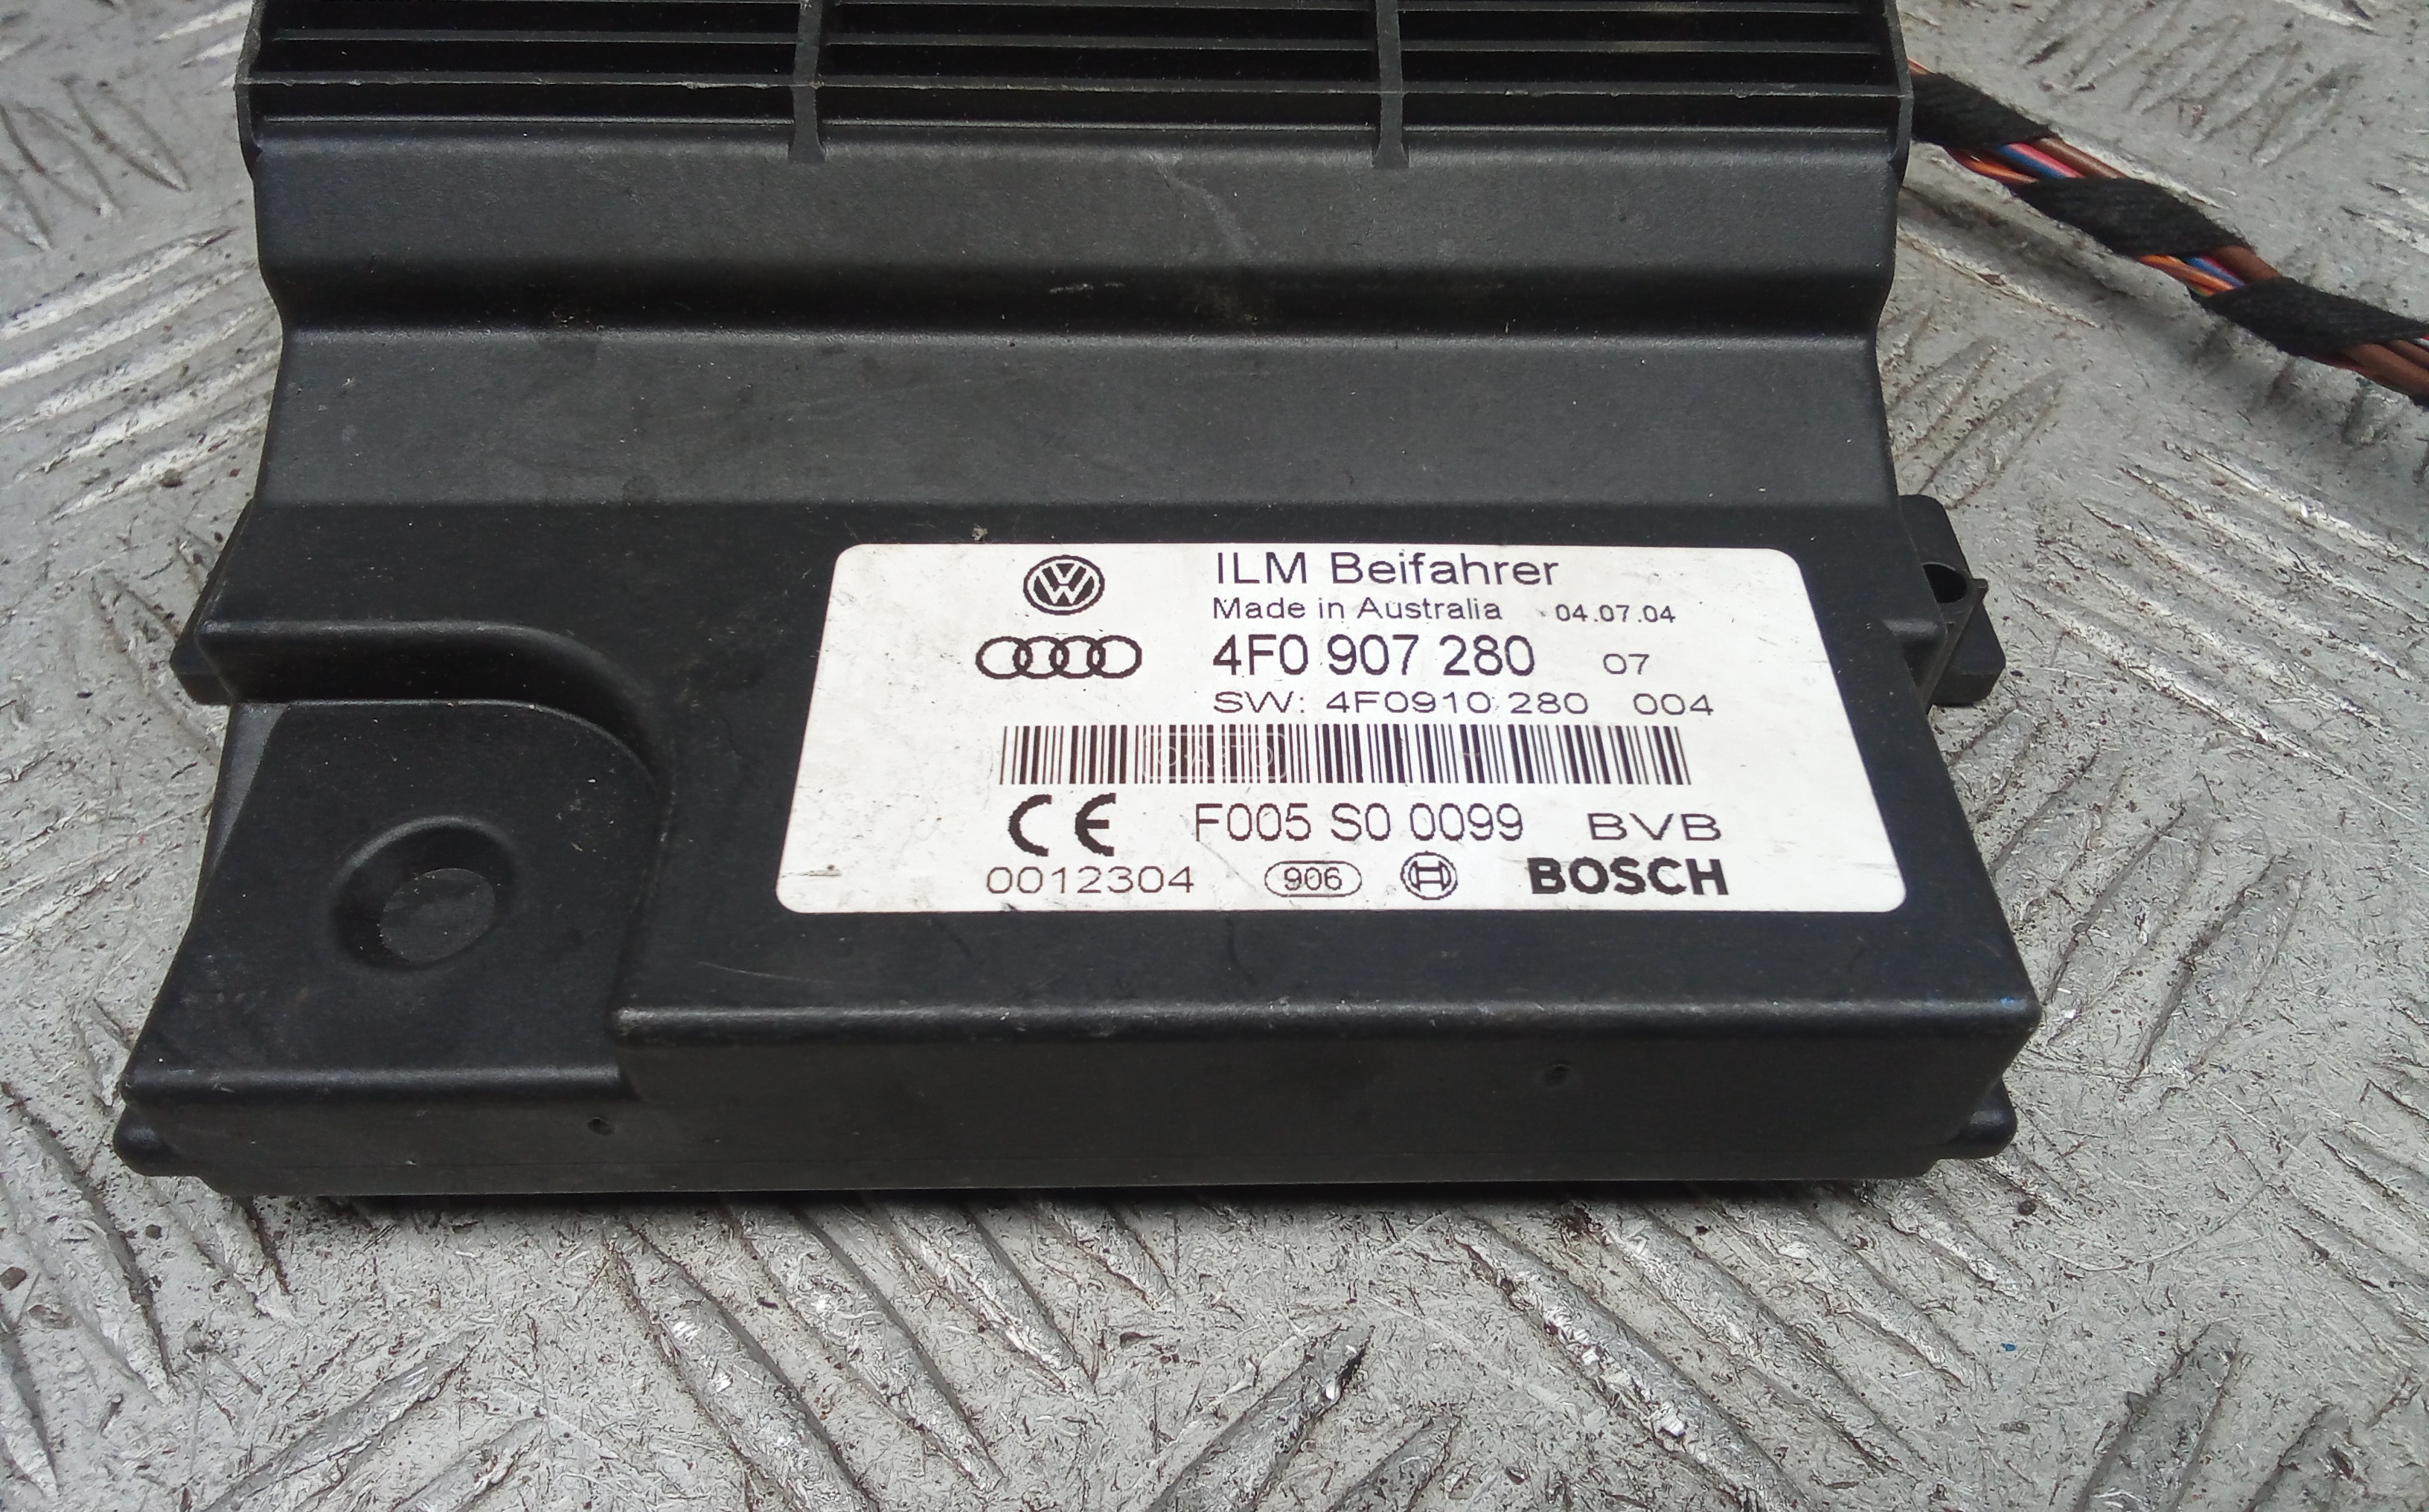 ILM Beifahrer
Made in Australia 04.07.04
4F0 907 280 07
SW: 4F0910 280 004
CE F005 S0 0099 BVB
0012304 906 BOSCH